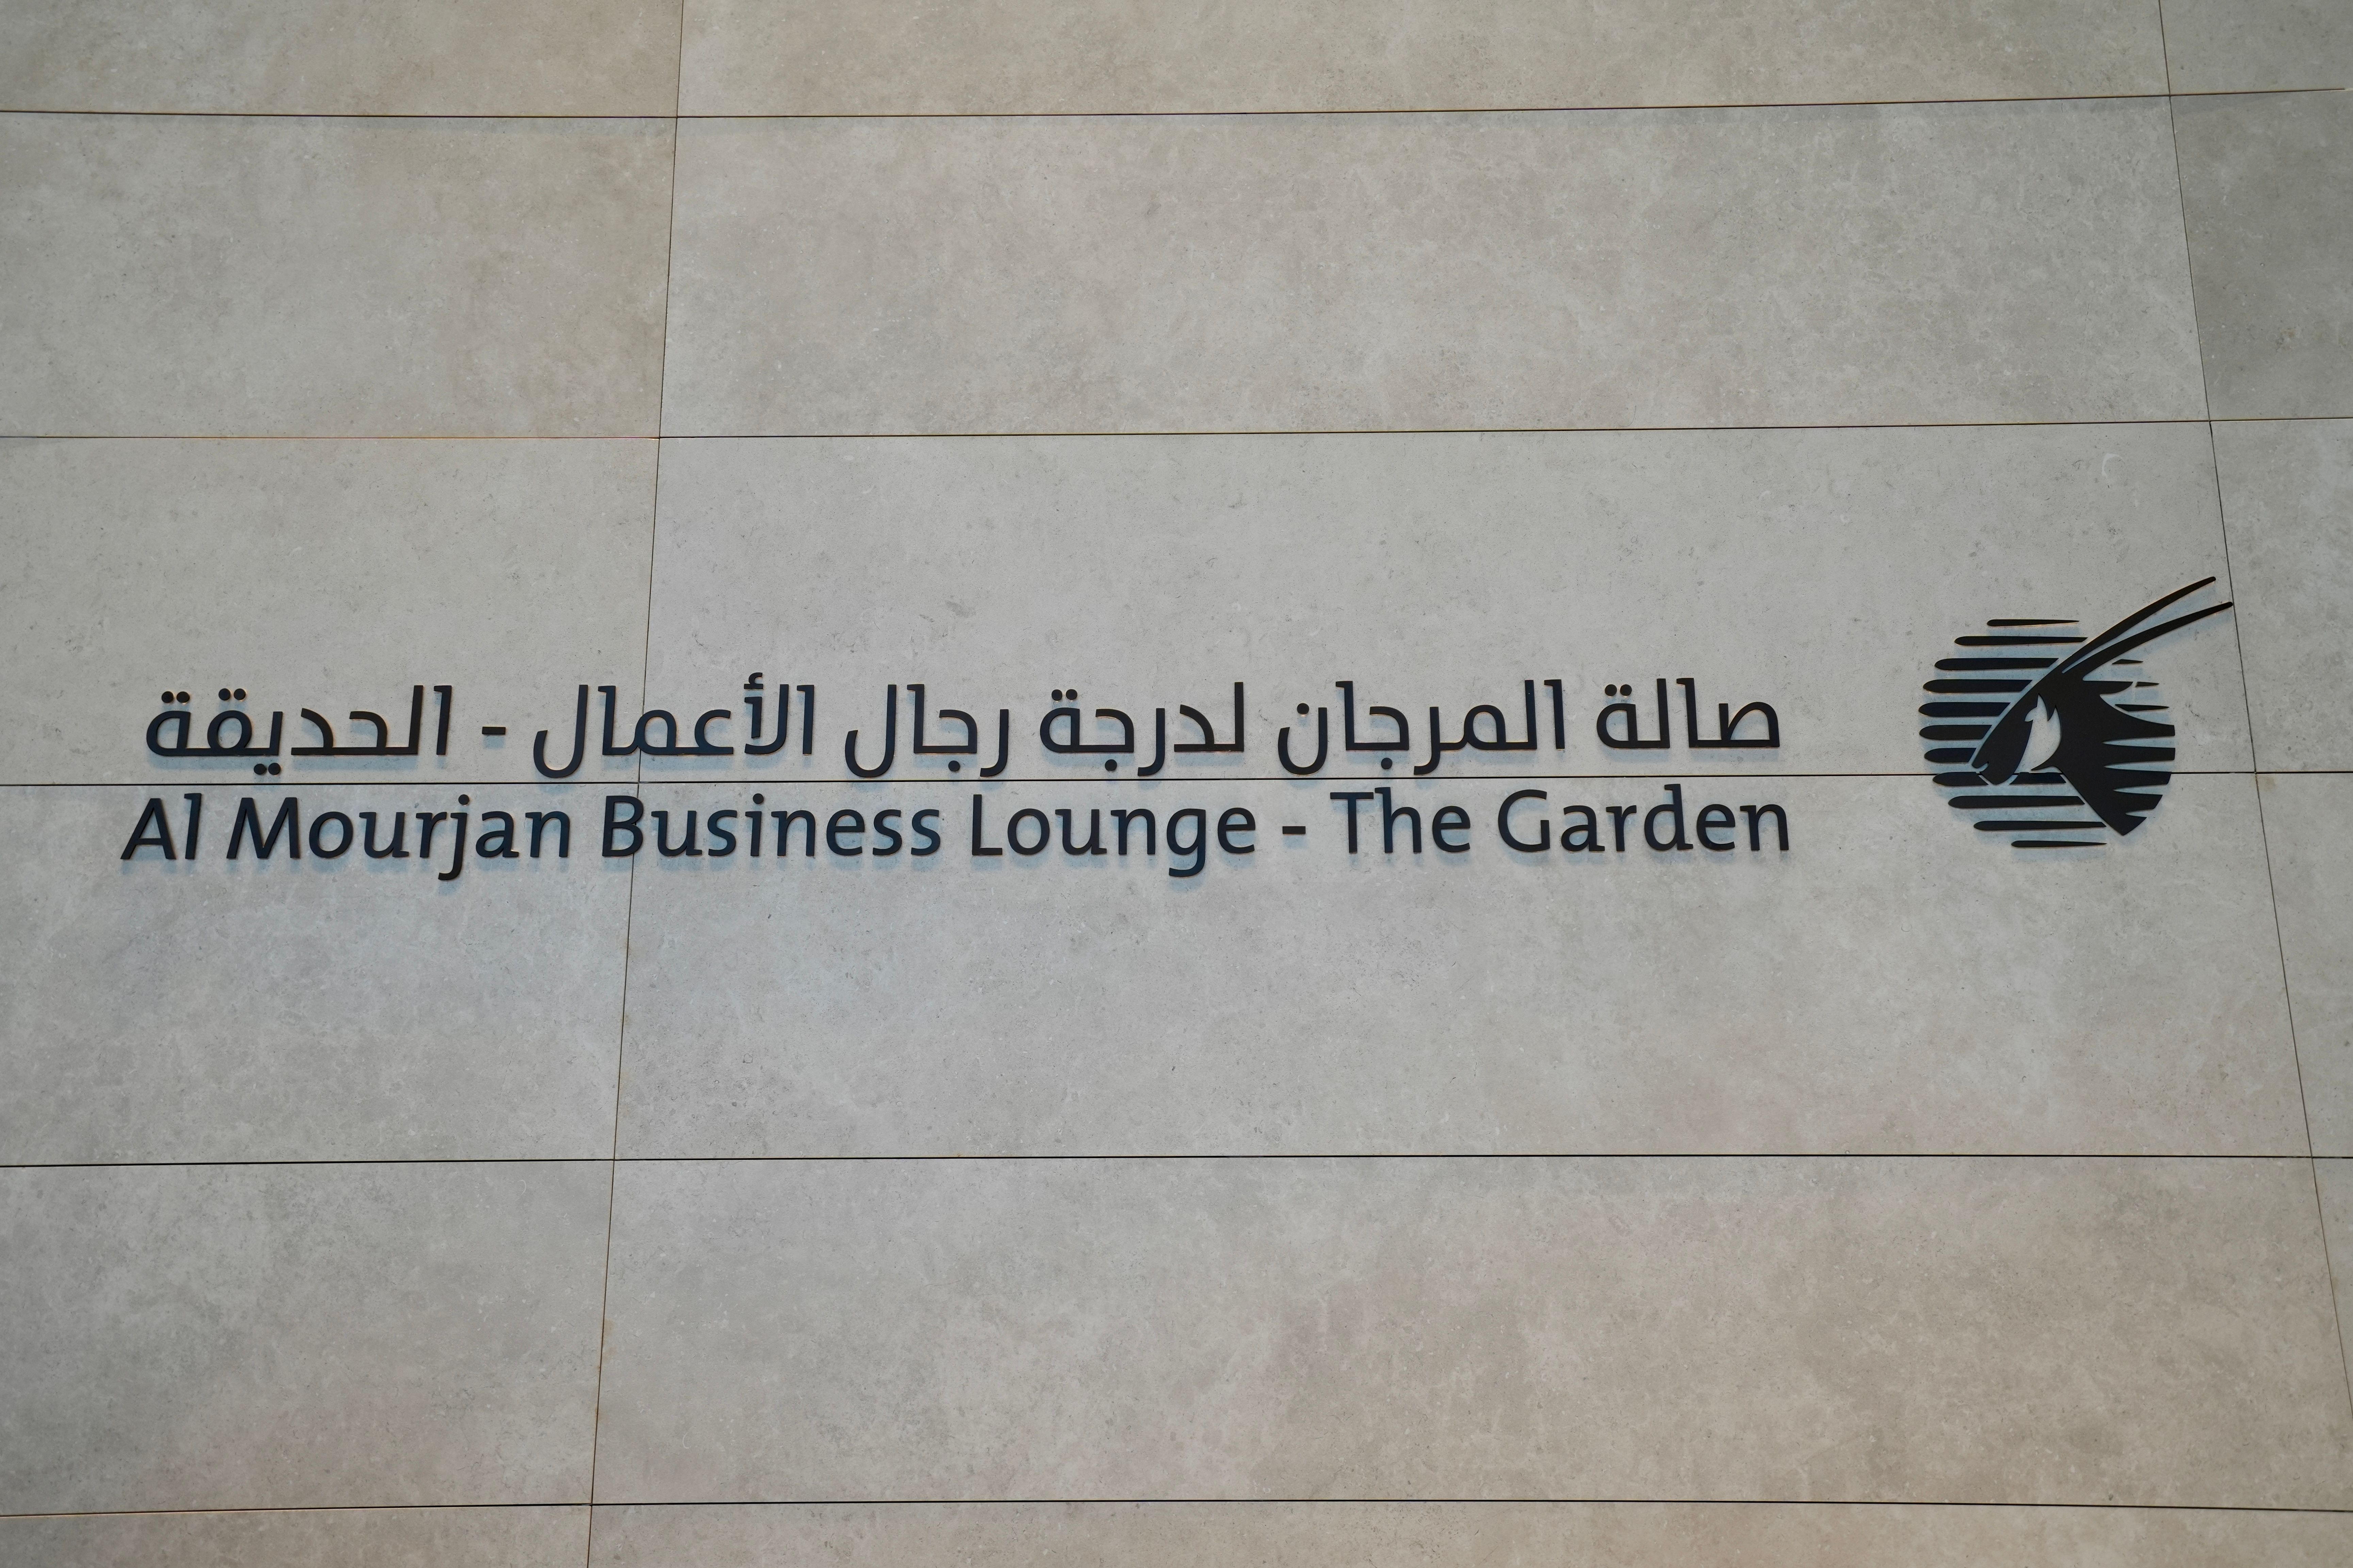 صالة المرجان لدرجة رجال الأعمال - الحديقة
Al Mourjan Business Lounge - The Garden